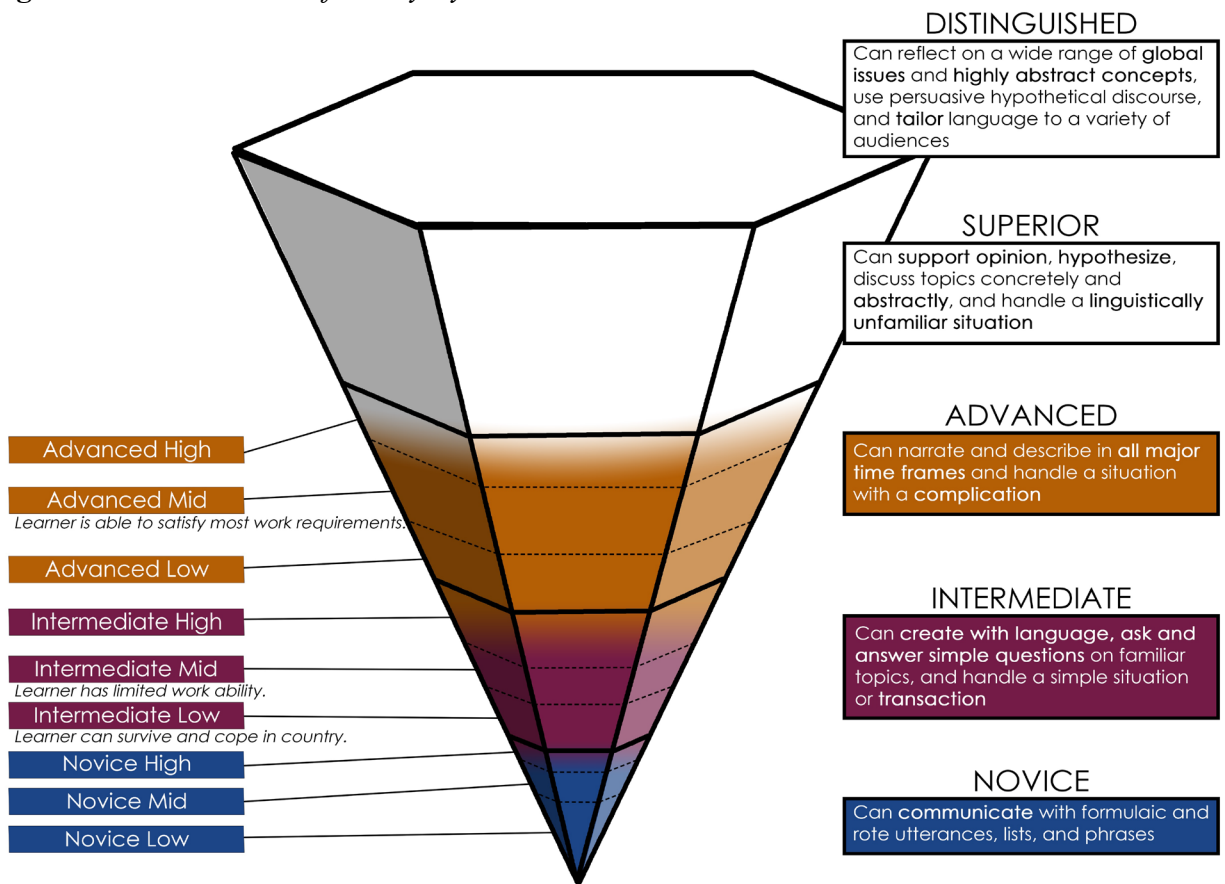 DISTINGUISHED
Can reflect on a wide range of global
issues and highly abstract concepts,
use persuasive hypothetical discourse,
and tailor language to a variety of
audiences
SUPERIOR
Can support opinion, hypothesize,
discuss topics concretely and
abstractly, and handle a linguistically
unfamiliar situation
ADVANCED
Can narrate and describe in all major
time frames and handle a situation
with a complication
INTERMEDIATE
Can create with language, ask and
answer simple questions on familiar
topics, and handle a simple situation
or transaction
NOVICE
Can communicate with formulaic and
rote utterances, lists, and phrases
Advanced High
Advanced Mid
Learner is able to satisfy most work requirements.
Advanced Low
Intermediate High
Intermediate Mid
Learner has limited work ability.
Intermediate Low
Learner can survive and cope in country.
Novice High
Novice Mid
Novice Low